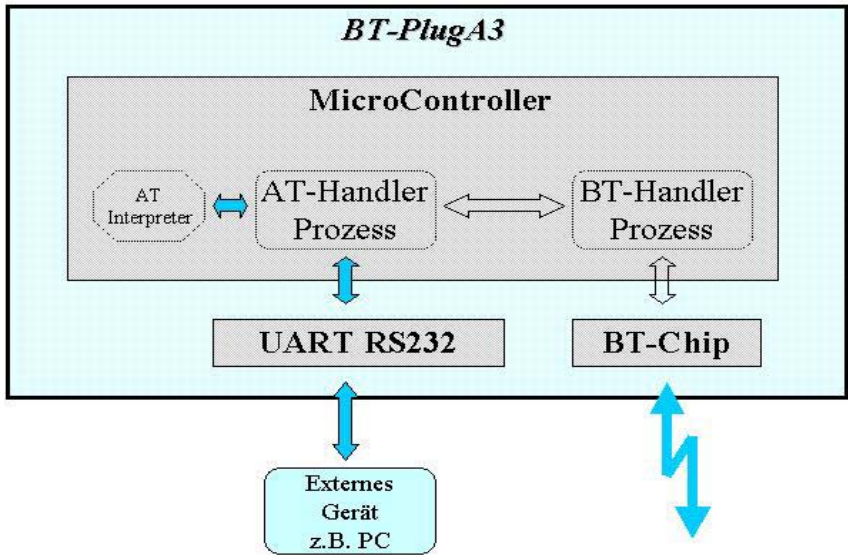 BT-PlugA3
MicroController
AT
Interpreter
AT-Handler
Prozess
BT-Handler
Prozess
UART RS232
BT-Chip
Externes
Gerät
z.B. PC